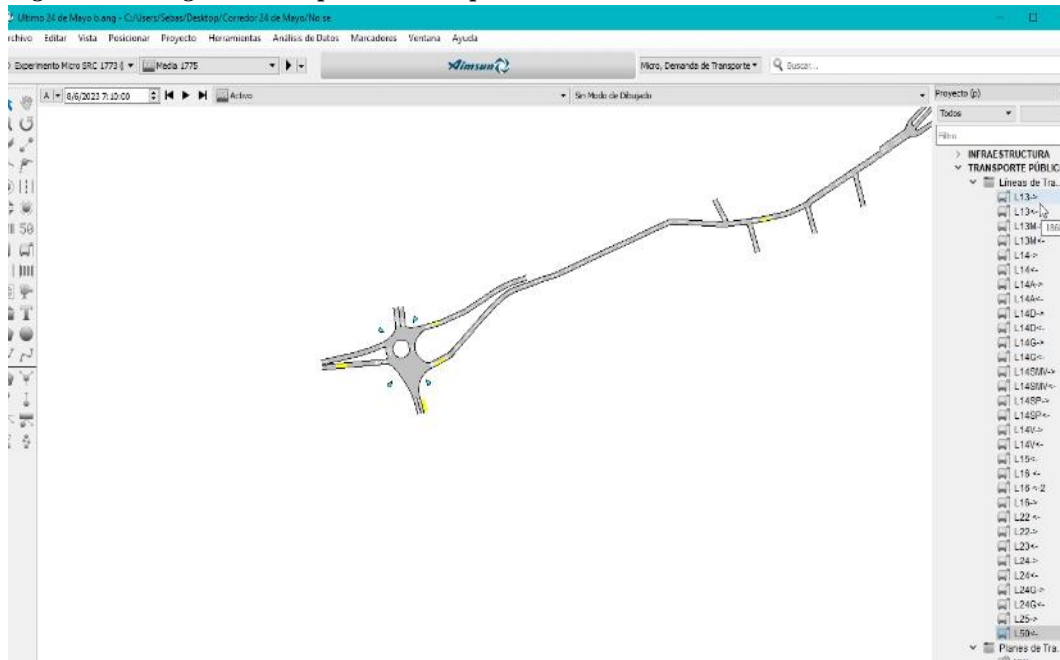 Ultimo 24 de Mayo b.ang - C:/Users/Sebas/Desktop/Corredor 24 de Mayo/No se
rchivo Editar Vista Posicionar Proyecto Herramientas Análisis de Datos Marcadores Ventana Ayuda
Experimento Micro SRC 1773 Media 1775 Aimsun Micro, Demanda de Transporte Buscar...
A 8/6/2023 7:10:00 Activo Sin Modo de Dibujado Proyecto (p)
Todos
Filtro
INFRAESTRUCTURA
TRANSPORTE PÚBLIC
Líneas de Tra...
L13->
L13<-
L13M- 186
L13M<-
L14->
L14<-
L14A->
L14A<-
L14D->
L14D<-
L14G->
L14G<-
L14SMV->
L14SMV<-
L14SP->
L14SP<-
L14V->
L14V<-
L15<-
L16 <-
L16 <-2
L16->
L22 <-
L22->
L23<-
L24->
L24<-
L24G->
L24G<-
L25->
L50<-
Planes de Tra...
50